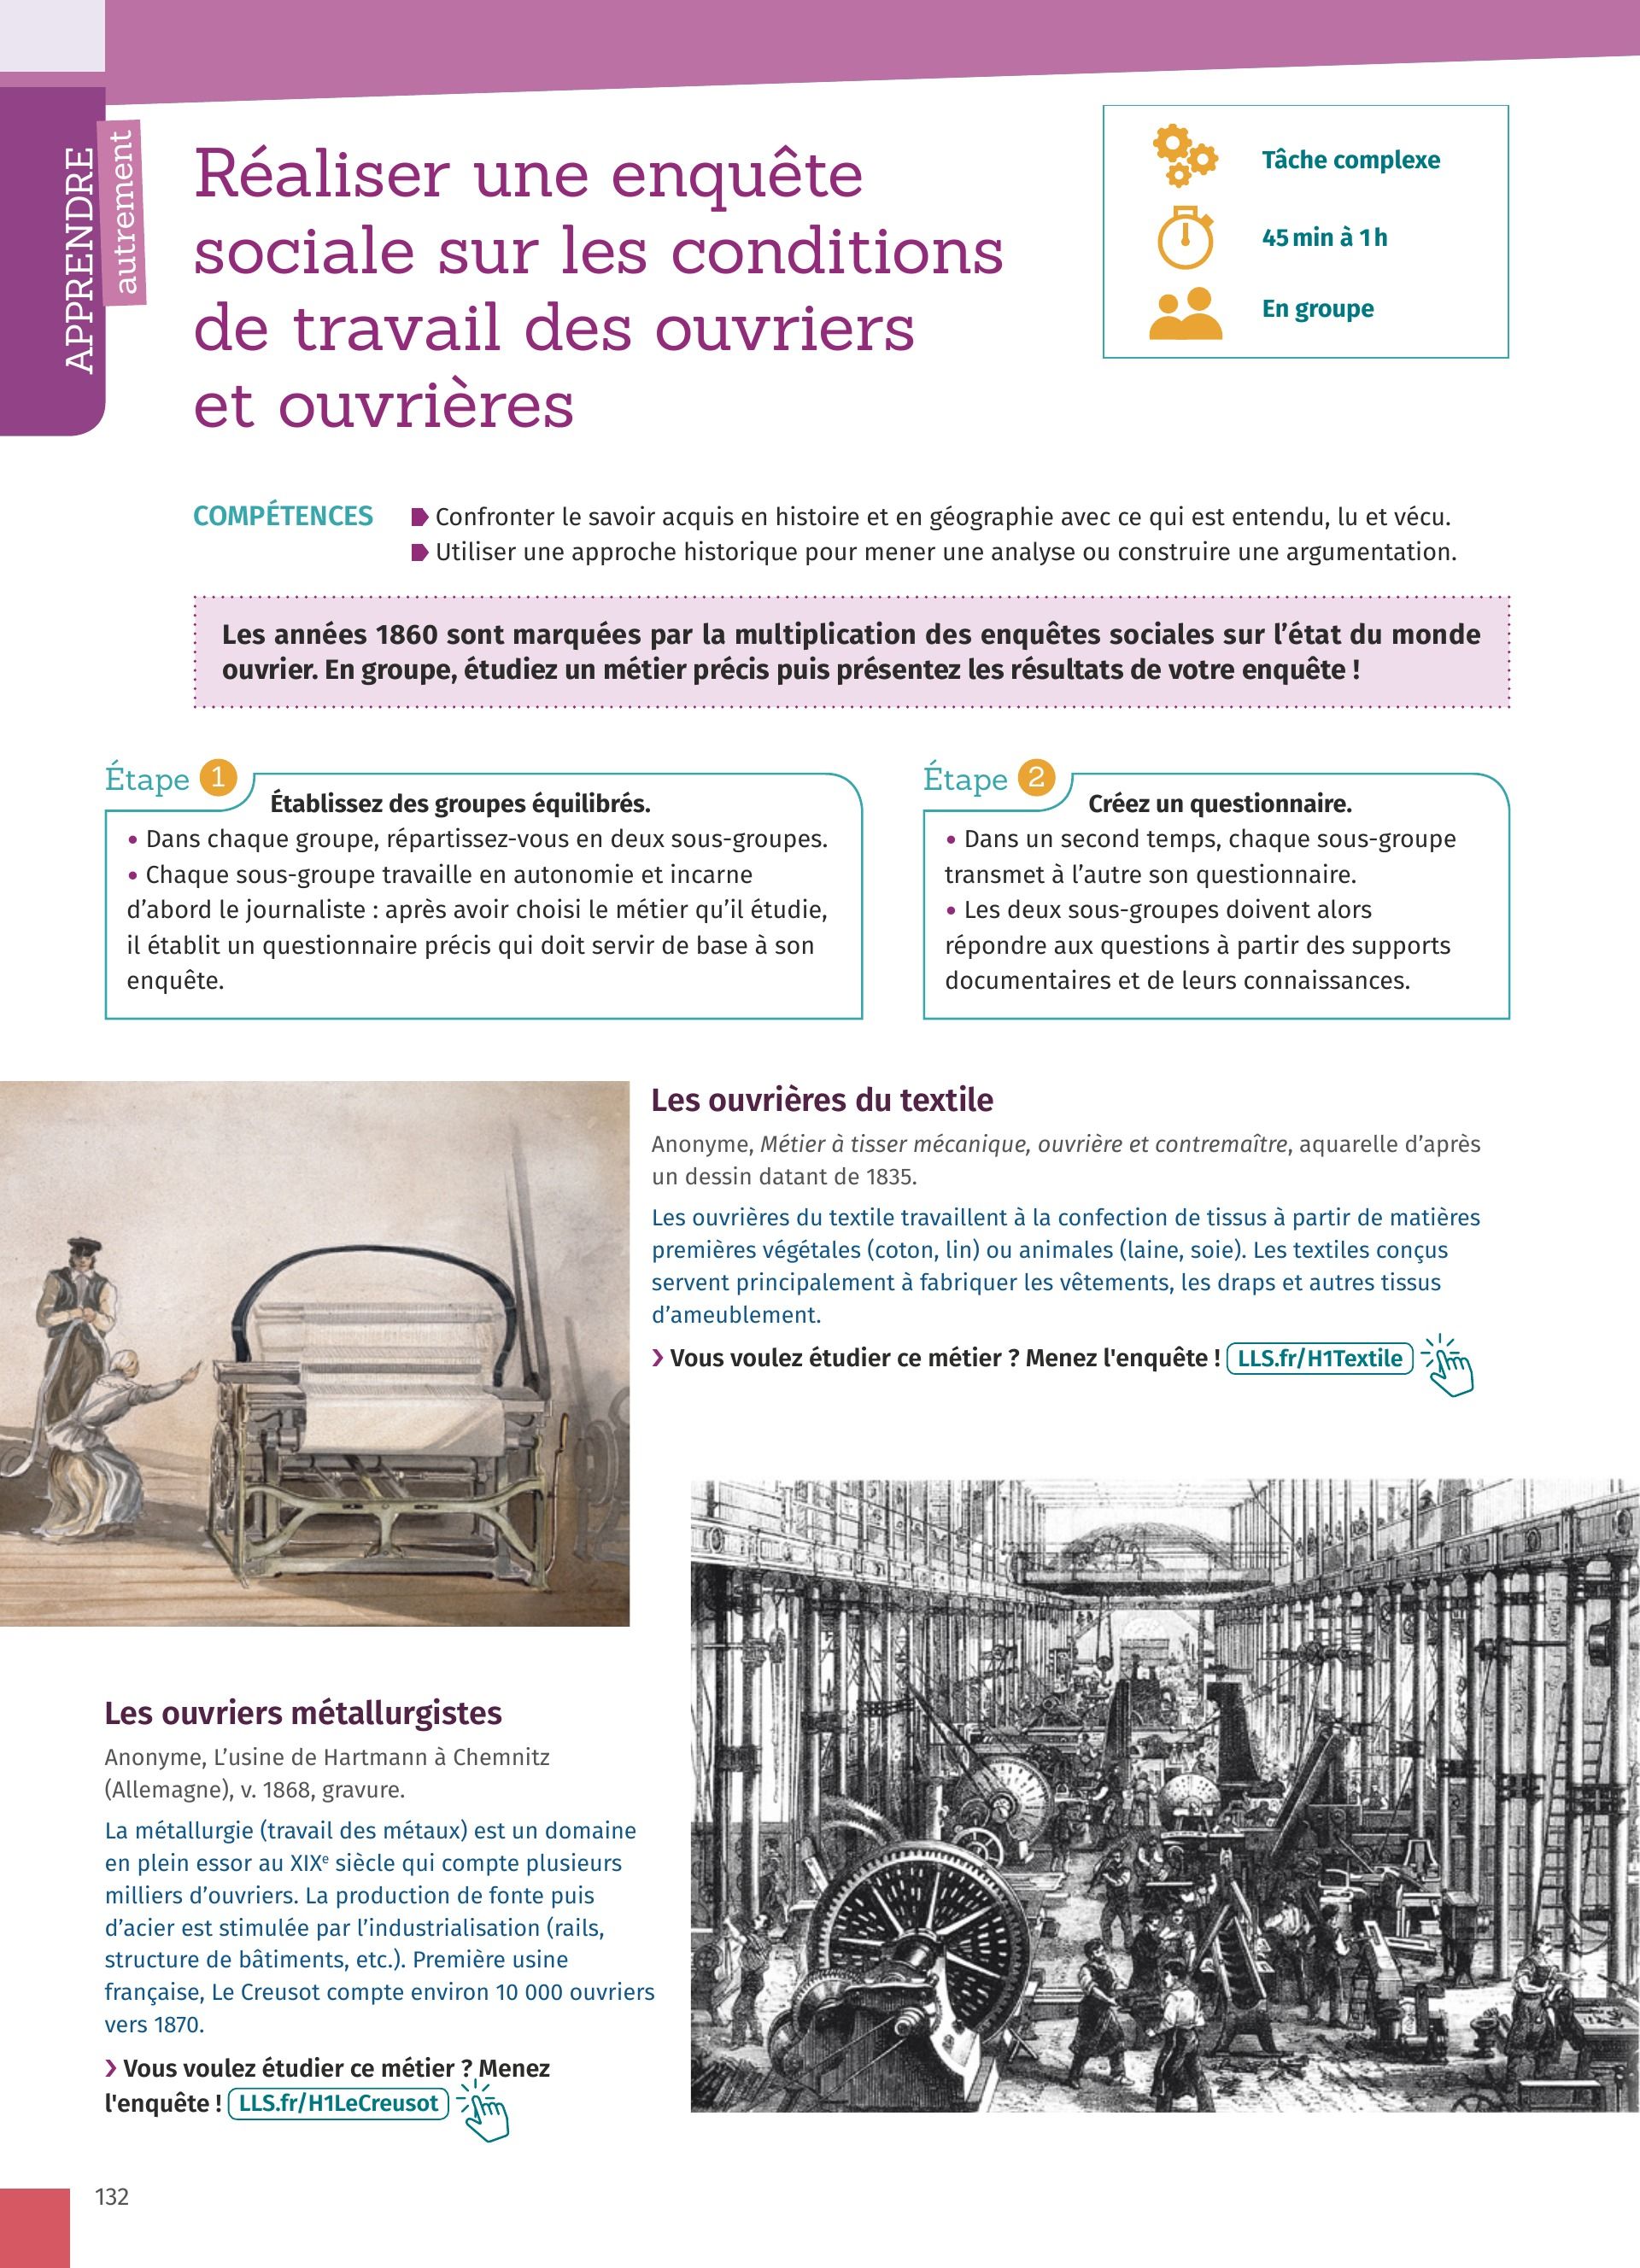 APPRENDRE
autrement
Réaliser une enquête
sociale sur les conditions
de travail des ouvriers
et ouvrières
Tâche complexe
45 min à 1 h
En groupe
COMPÉTENCES
Confronter le savoir acquis en histoire et en géographie avec ce qui est entendu, lu et vécu.
Utiliser une approche historique pour mener une analyse ou construire une argumentation.
Les années 1860 sont marquées par la multiplication des enquêtes sociales sur l’état du monde
ouvrier. En groupe, étudiez un métier précis puis présentez les résultats de votre enquête !
Étape 1
Établissez des groupes équilibrés.
• Dans chaque groupe, répartissez-vous en deux sous-groupes.
• Chaque sous-groupe travaille en autonomie et incarne
d’abord le journaliste : après avoir choisi le métier qu’il étudie,
il établit un questionnaire précis qui doit servir de base à son
enquête.
Étape 2
Créez un questionnaire.
• Dans un second temps, chaque sous-groupe
transmet à l’autre son questionnaire.
• Les deux sous-groupes doivent alors
répondre aux questions à partir des supports
documentaires et de leurs connaissances.
Les ouvrières du textile
Anonyme, Métier à tisser mécanique, ouvrière et contremaître, aquarelle d’après
un dessin datant de 1835.
Les ouvrières du textile travaillent à la confection de tissus à partir de matières
premières végétales (coton, lin) ou animales (laine, soie). Les textiles conçus
servent principalement à fabriquer les vêtements, les draps et autres tissus
d’ameublement.
› Vous voulez étudier ce métier ? Menez l'enquête ! LLS.fr/H1Textile
Les ouvriers métallurgistes
Anonyme, L’usine de Hartmann à Chemnitz
(Allemagne), v. 1868, gravure.
La métallurgie (travail des métaux) est un domaine
en plein essor au XIXᵉ siècle qui compte plusieurs
milliers d’ouvriers. La production de fonte puis
d’acier est stimulée par l’industrialisation (rails,
structure de bâtiments, etc.). Première usine
française, Le Creusot compte environ 10 000 ouvriers
vers 1870.
› Vous voulez étudier ce métier ? Menez
l'enquête ! LLS.fr/H1LeCreusot
132